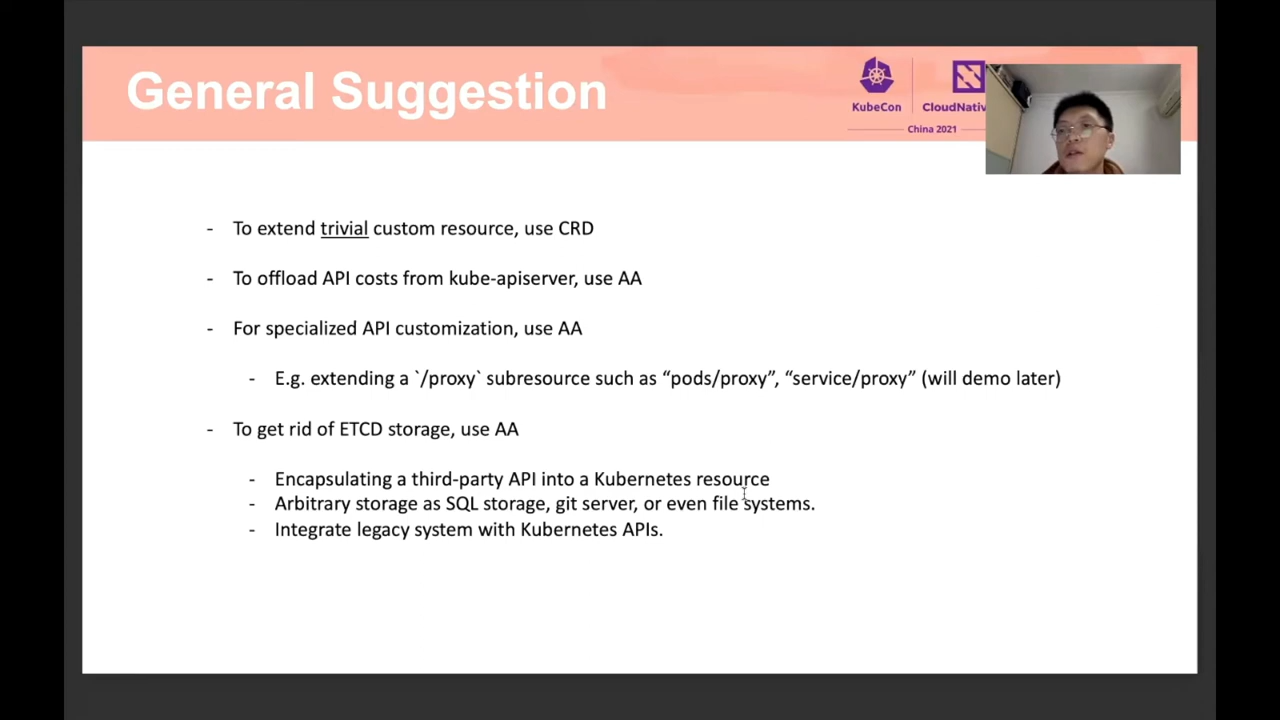 General Suggestion
KubeCon
CloudNativ
China 2021
- To extend trivial custom resource, use CRD
- To offload API costs from kube-apiserver, use AA
- For specialized API customization, use AA
- E.g. extending a `/proxy` subresource such as “pods/proxy”, “service/proxy” (will demo later)
- To get rid of ETCD storage, use AA
- Encapsulating a third-party API into a Kubernetes resource
- Arbitrary storage as SQL storage, git server, or even file systems.
- Integrate legacy system with Kubernetes APIs.